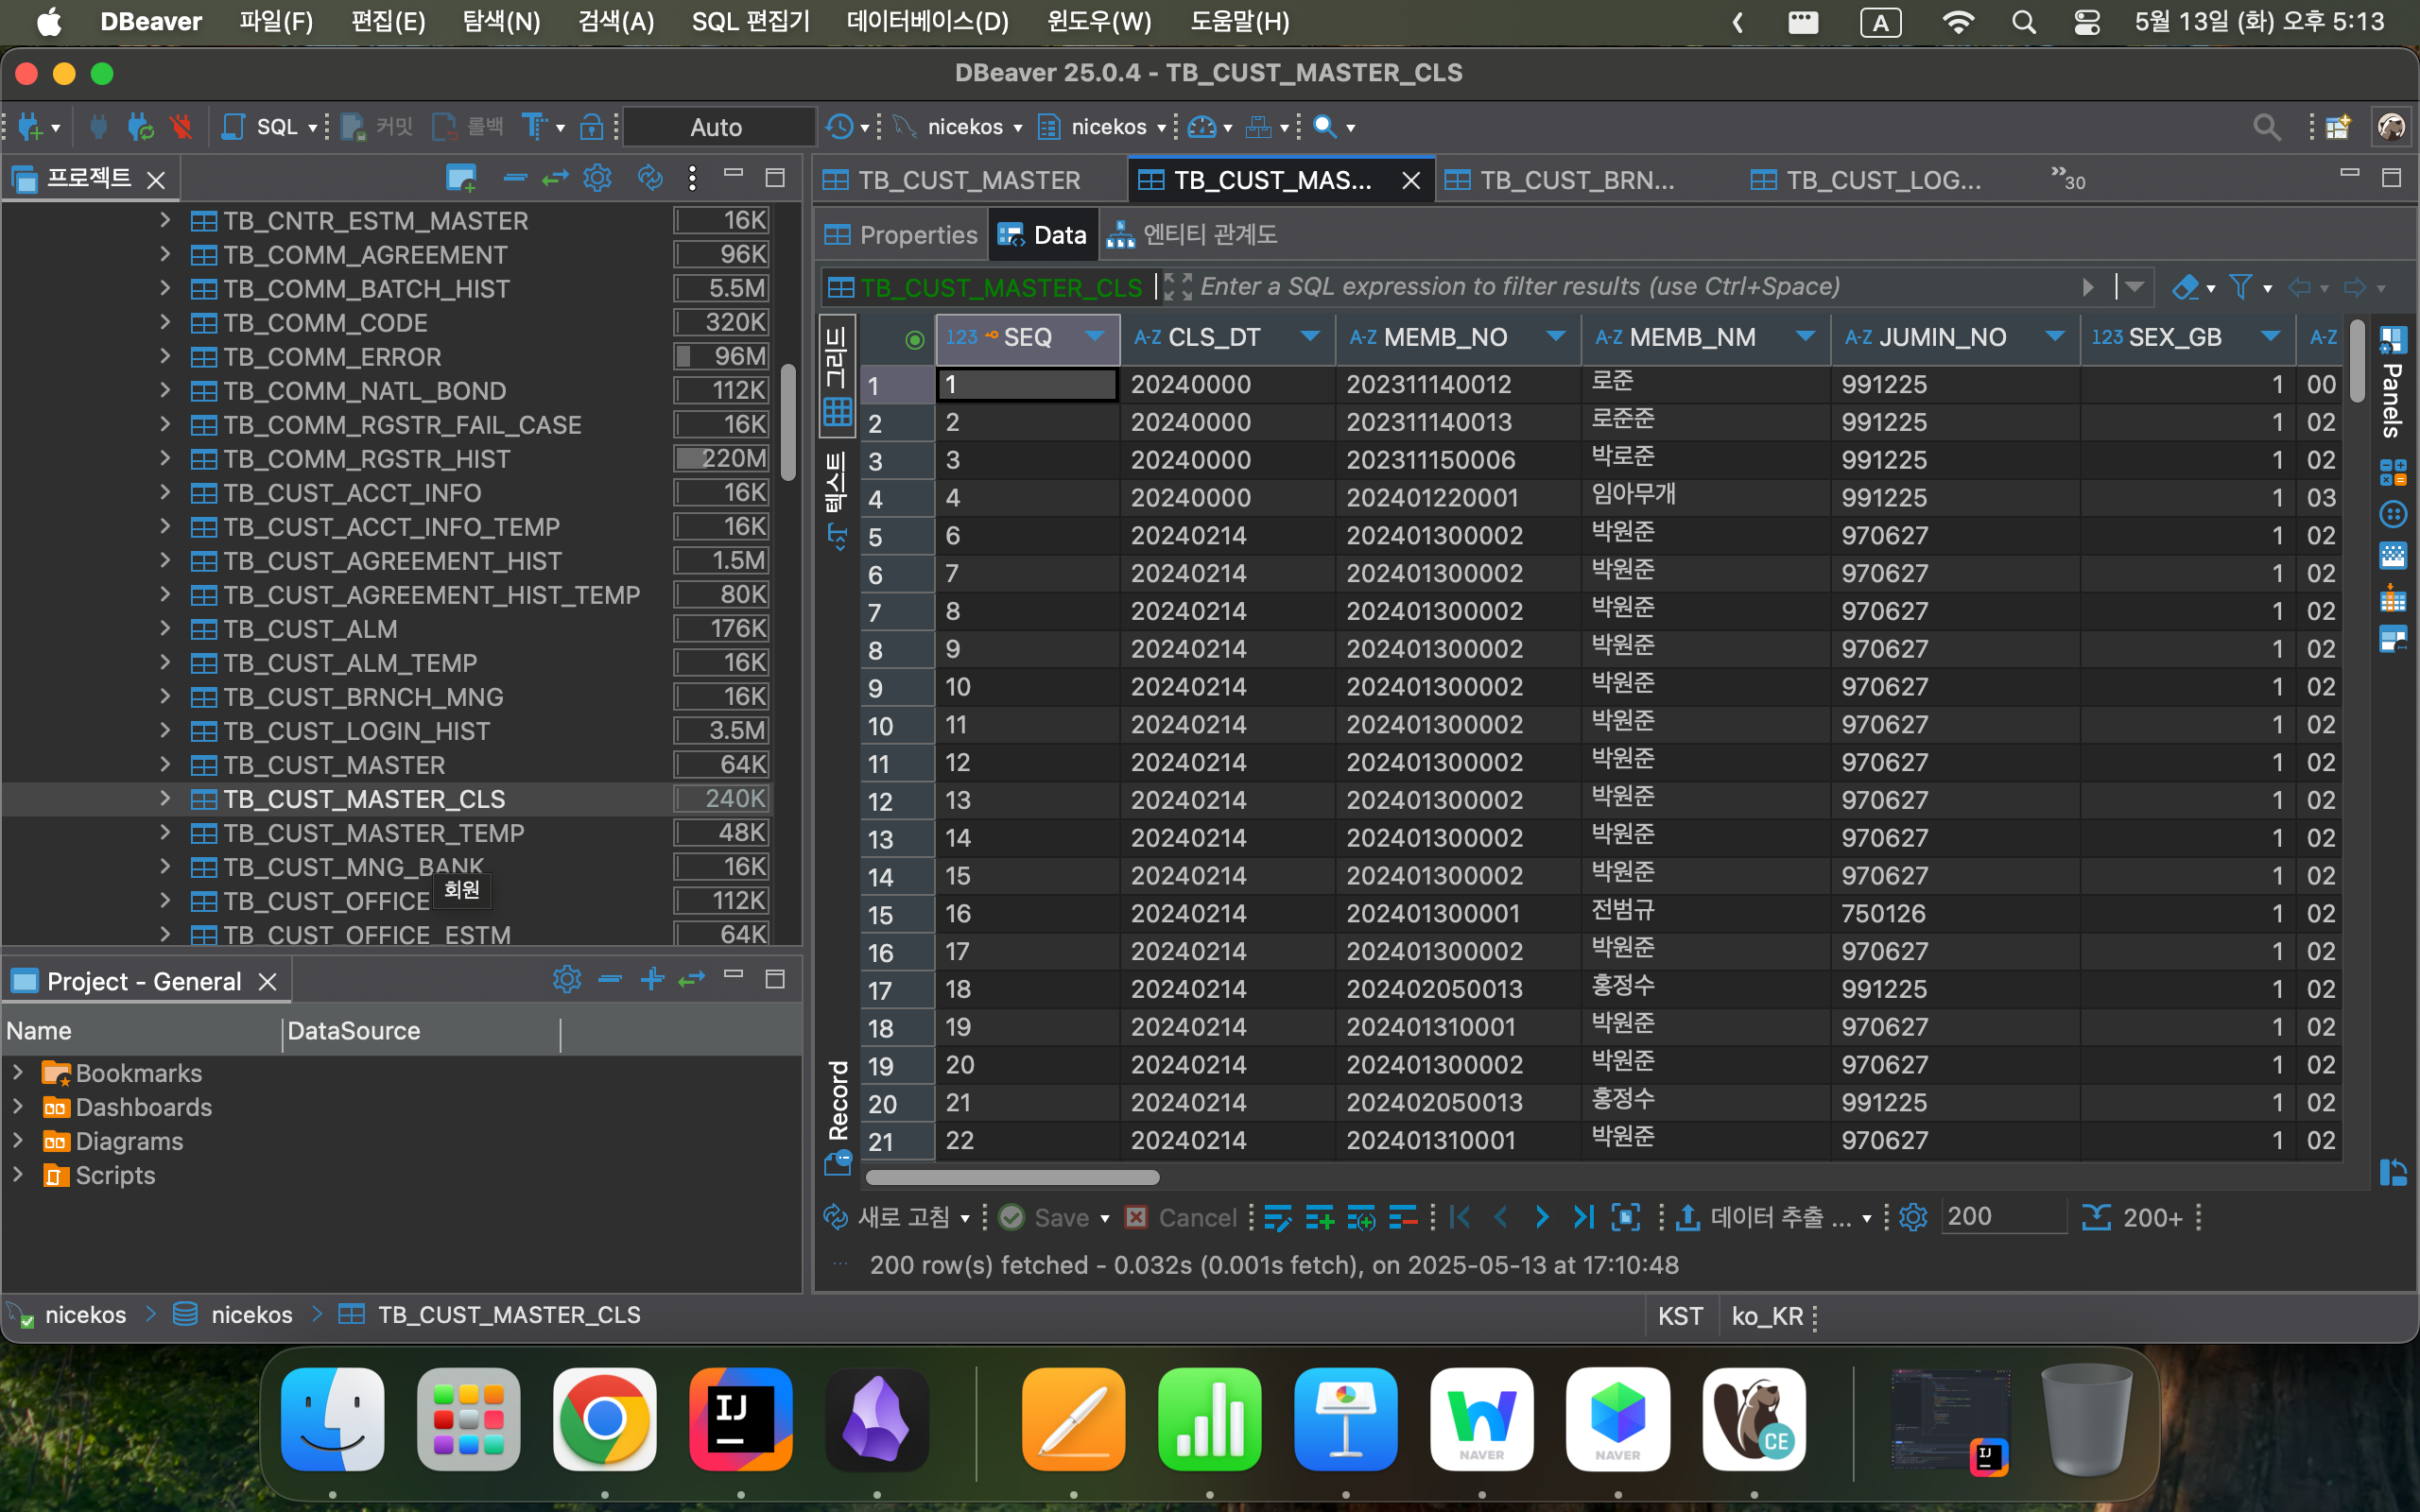 DBeaver 파일(F) 편집(E) 탐색(N) 검색(A) SQL 편집기 데이터베이스(D) 윈도우(W) 도움말(H) A 5월 13일 (화) 오후 5:13
DBeaver 25.0.4 - TB_CUST_MASTER_CLS
SQL 커밋 롤백 Auto nicekos nicekos
프로젝트
TB_CNTR_ESTM_MASTER 16K
TB_COMM_AGREEMENT 96K
TB_COMM_BATCH_HIST 5.5M
TB_COMM_CODE 320K
TB_COMM_ERROR 96M
TB_COMM_NATL_BOND 112K
TB_COMM_RGSTR_FAIL_CASE 16K
TB_COMM_RGSTR_HIST 220M
TB_CUST_ACCT_INFO 16K
TB_CUST_ACCT_INFO_TEMP 16K
TB_CUST_AGREEMENT_HIST 1.5M
TB_CUST_AGREEMENT_HIST_TEMP 80K
TB_CUST_ALM 176K
TB_CUST_ALM_TEMP 16K
TB_CUST_BRNCH_MNG 16K
TB_CUST_LOGIN_HIST 3.5M
TB_CUST_MASTER 64K
TB_CUST_MASTER_CLS 240K
TB_CUST_MASTER_TEMP 48K
TB_CUST_MNG_BANK 16K
TB_CUST_OFFICE 112K
회원
TB_CUST_OFFICE_ESTM 64K
Project - General
Name DataSource
Bookmarks
Dashboards
Diagrams
Scripts
TB_CUST_MASTER TB_CUST_MAS... TB_CUST_BRN... TB_CUST_LOG... »30
Properties Data 엔티티 관계도
TB_CUST_MASTER_CLS Enter a SQL expression to filter results (use Ctrl+Space)
그리드
텍스트
Record
Panels
123 SEQ A-Z CLS_DT A-Z MEMB_NO A-Z MEMB_NM A-Z JUMIN_NO 123 SEX_GB A-Z
1 1 20240000 202311140012 로준 991225 1 00
2 2 20240000 202311140013 로준준 991225 1 02
3 3 20240000 202311150006 박로준 991225 1 02
4 4 20240000 202401220001 임아무개 991225 1 03
5 6 20240214 202401300002 박원준 970627 1 02
6 7 20240214 202401300002 박원준 970627 1 02
7 8 20240214 202401300002 박원준 970627 1 02
8 9 20240214 202401300002 박원준 970627 1 02
9 10 20240214 202401300002 박원준 970627 1 02
10 11 20240214 202401300002 박원준 970627 1 02
11 12 20240214 202401300002 박원준 970627 1 02
12 13 20240214 202401300002 박원준 970627 1 02
13 14 20240214 202401300002 박원준 970627 1 02
14 15 20240214 202401300002 박원준 970627 1 02
15 16 20240214 202401300001 전범규 750126 1 02
16 17 20240214 202401300002 박원준 970627 1 02
17 18 20240214 202402050013 홍정수 991225 1 02
18 19 20240214 202401310001 박원준 970627 1 02
19 20 20240214 202401300002 박원준 970627 1 02
20 21 20240214 202402050013 홍정수 991225 1 02
21 22 20240214 202401310001 박원준 970627 1 02
새로 고침 Save Cancel 데이터 추출 ... 200 200+
200 row(s) fetched - 0.032s (0.001s fetch), on 2025-05-13 at 17:10:48
nicekos nicekos TB_CUST_MASTER_CLS KST ko_KR
IJ NAVER NAVER CE IJ